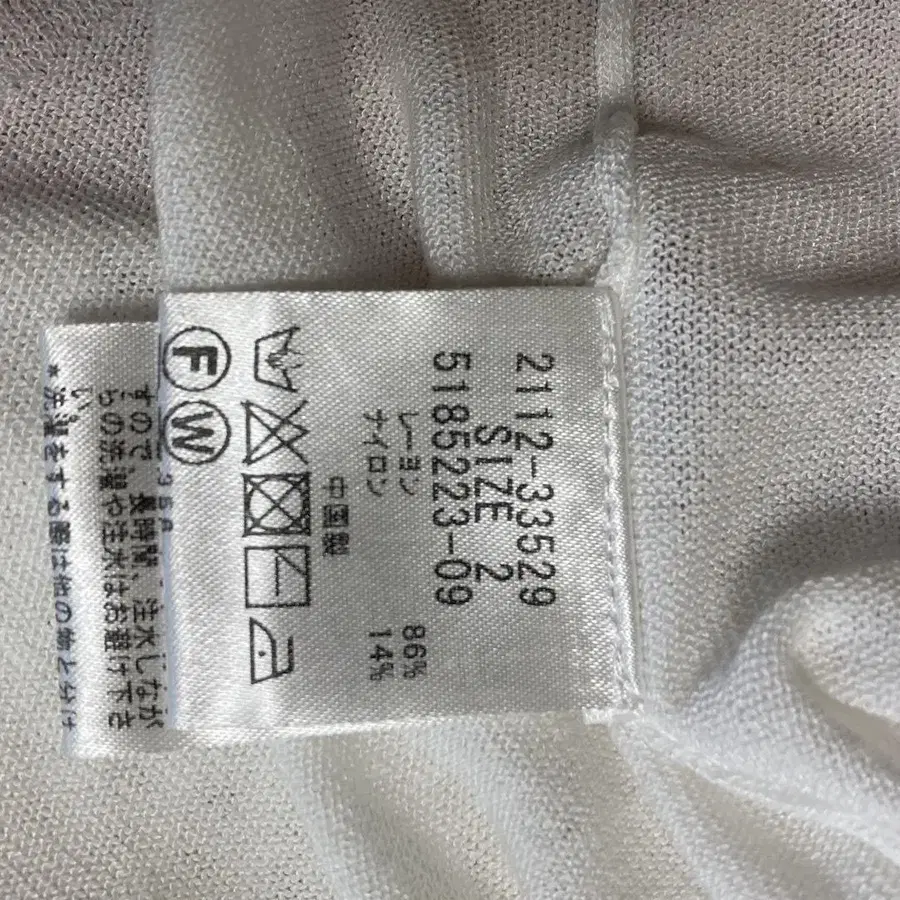 2112-33529
SIZE 2
5185223-09
レーヨン 86%
ナイロン 14%
中国製
F W
すので、長時間、注水しなが
らの洗濯や注水はお避け下さ
い。
*洗濯をする際は他の物と分け